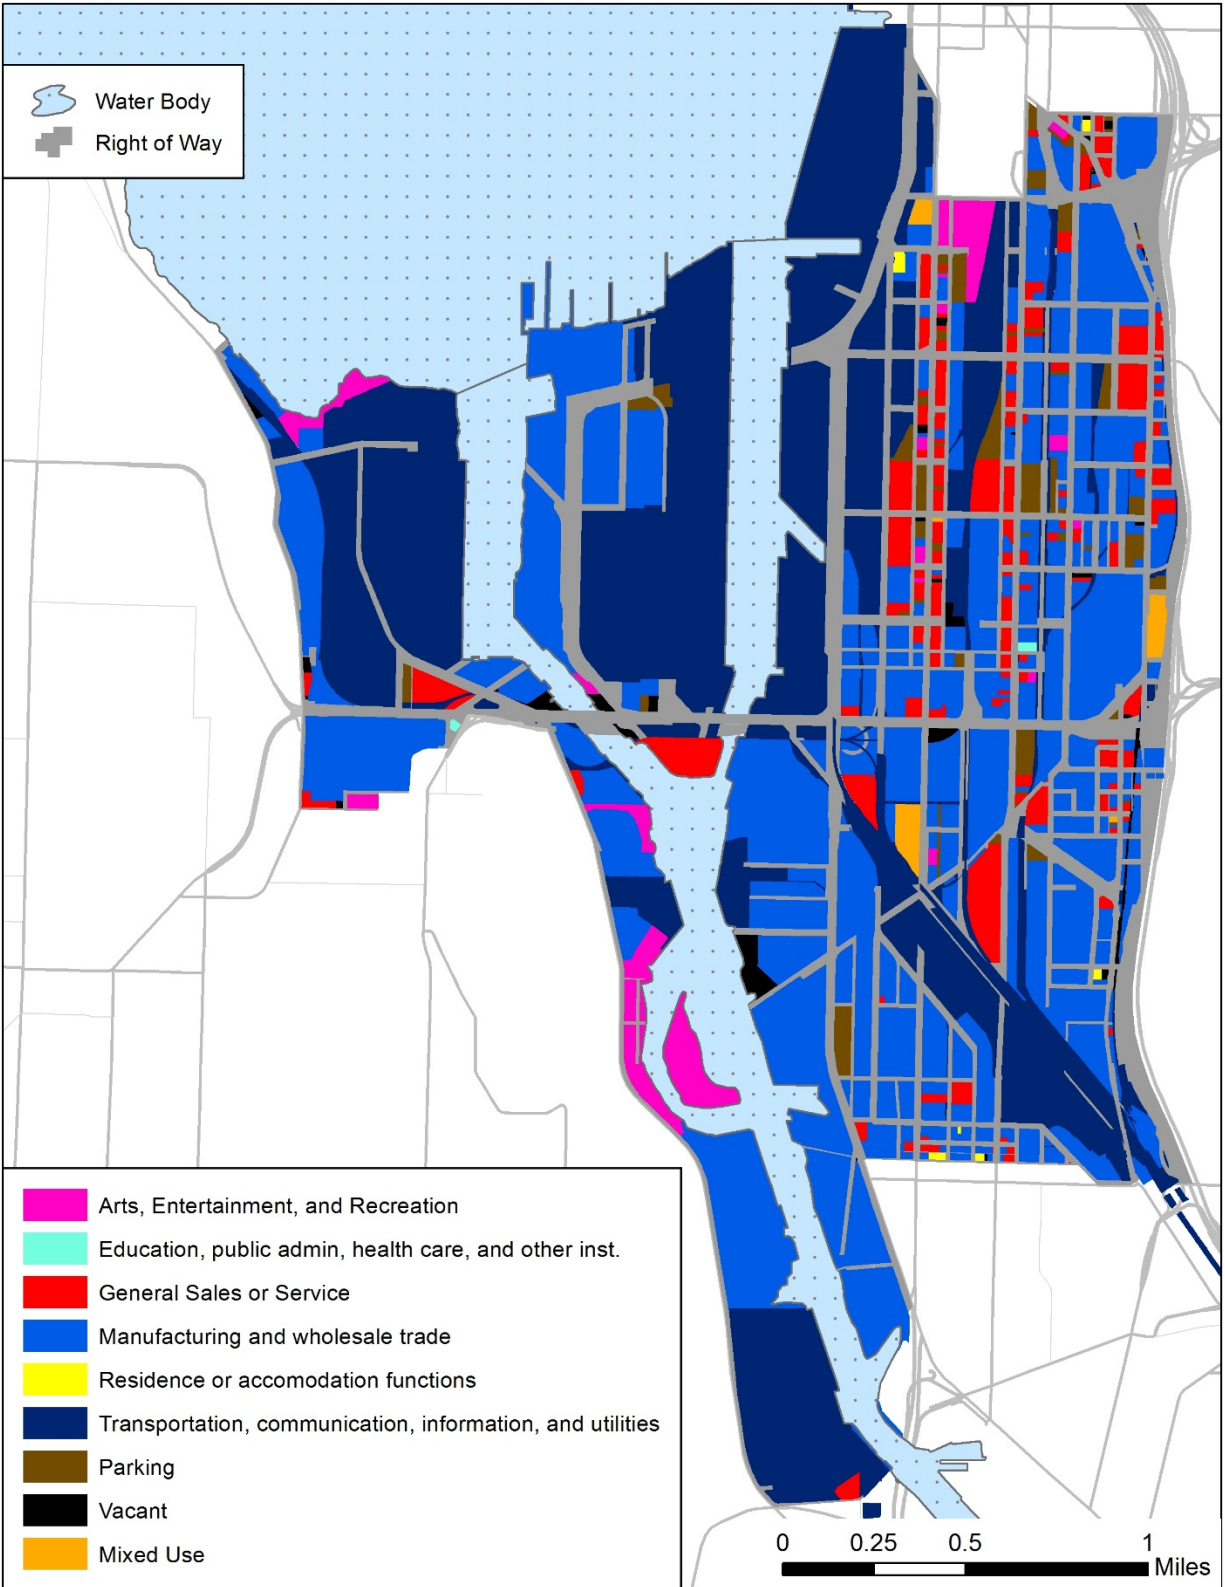 Water Body
Right of Way
Arts, Entertainment, and Recreation
Education, public admin, health care, and other inst.
General Sales or Service
Manufacturing and wholesale trade
Residence or accomodation functions
Transportation, communication, information, and utilities
Parking
Vacant
Mixed Use
0 0.25 0.5 1
Miles